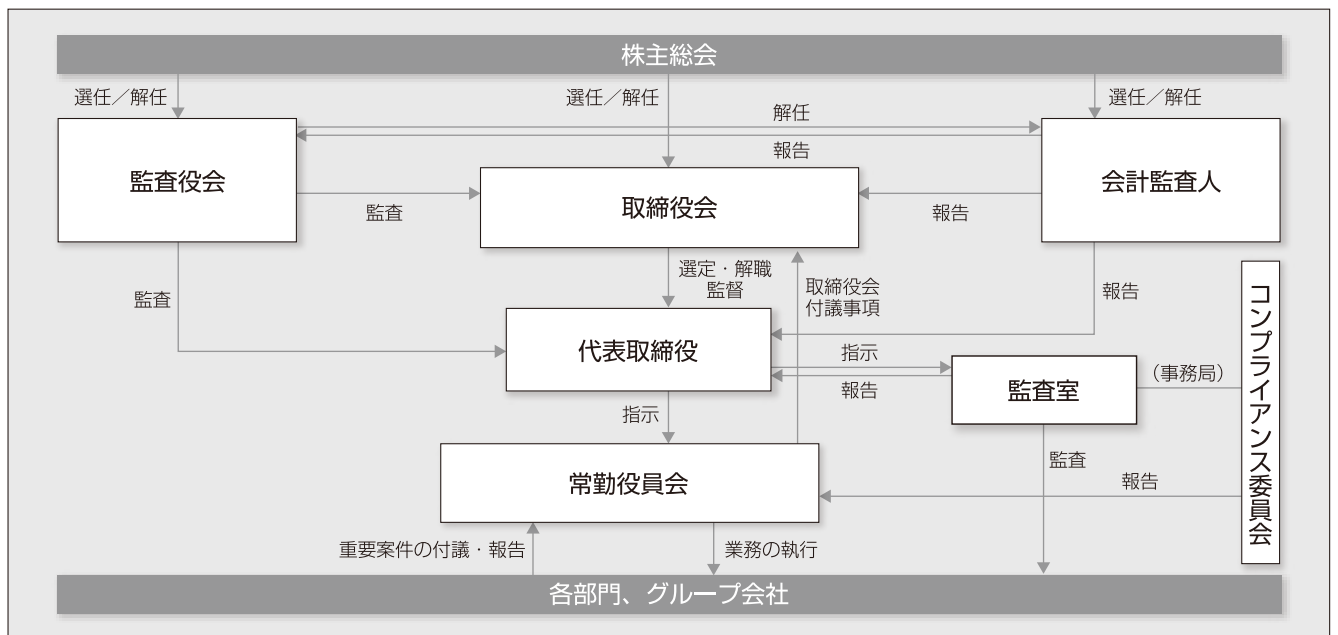 株主総会
選任／解任
選任／解任
選任／解任
解任
報告
監査役会
会計監査人
取締役会
監査
報告
選定・解職
監督
取締役会
付議事項
監査
報告
代表取締役
指示
報告
監査室
（事務局）
コンプライアンス委員会
指示
監査
常勤役員会
報告
重要案件の付議・報告
業務の執行
各部門、グループ会社